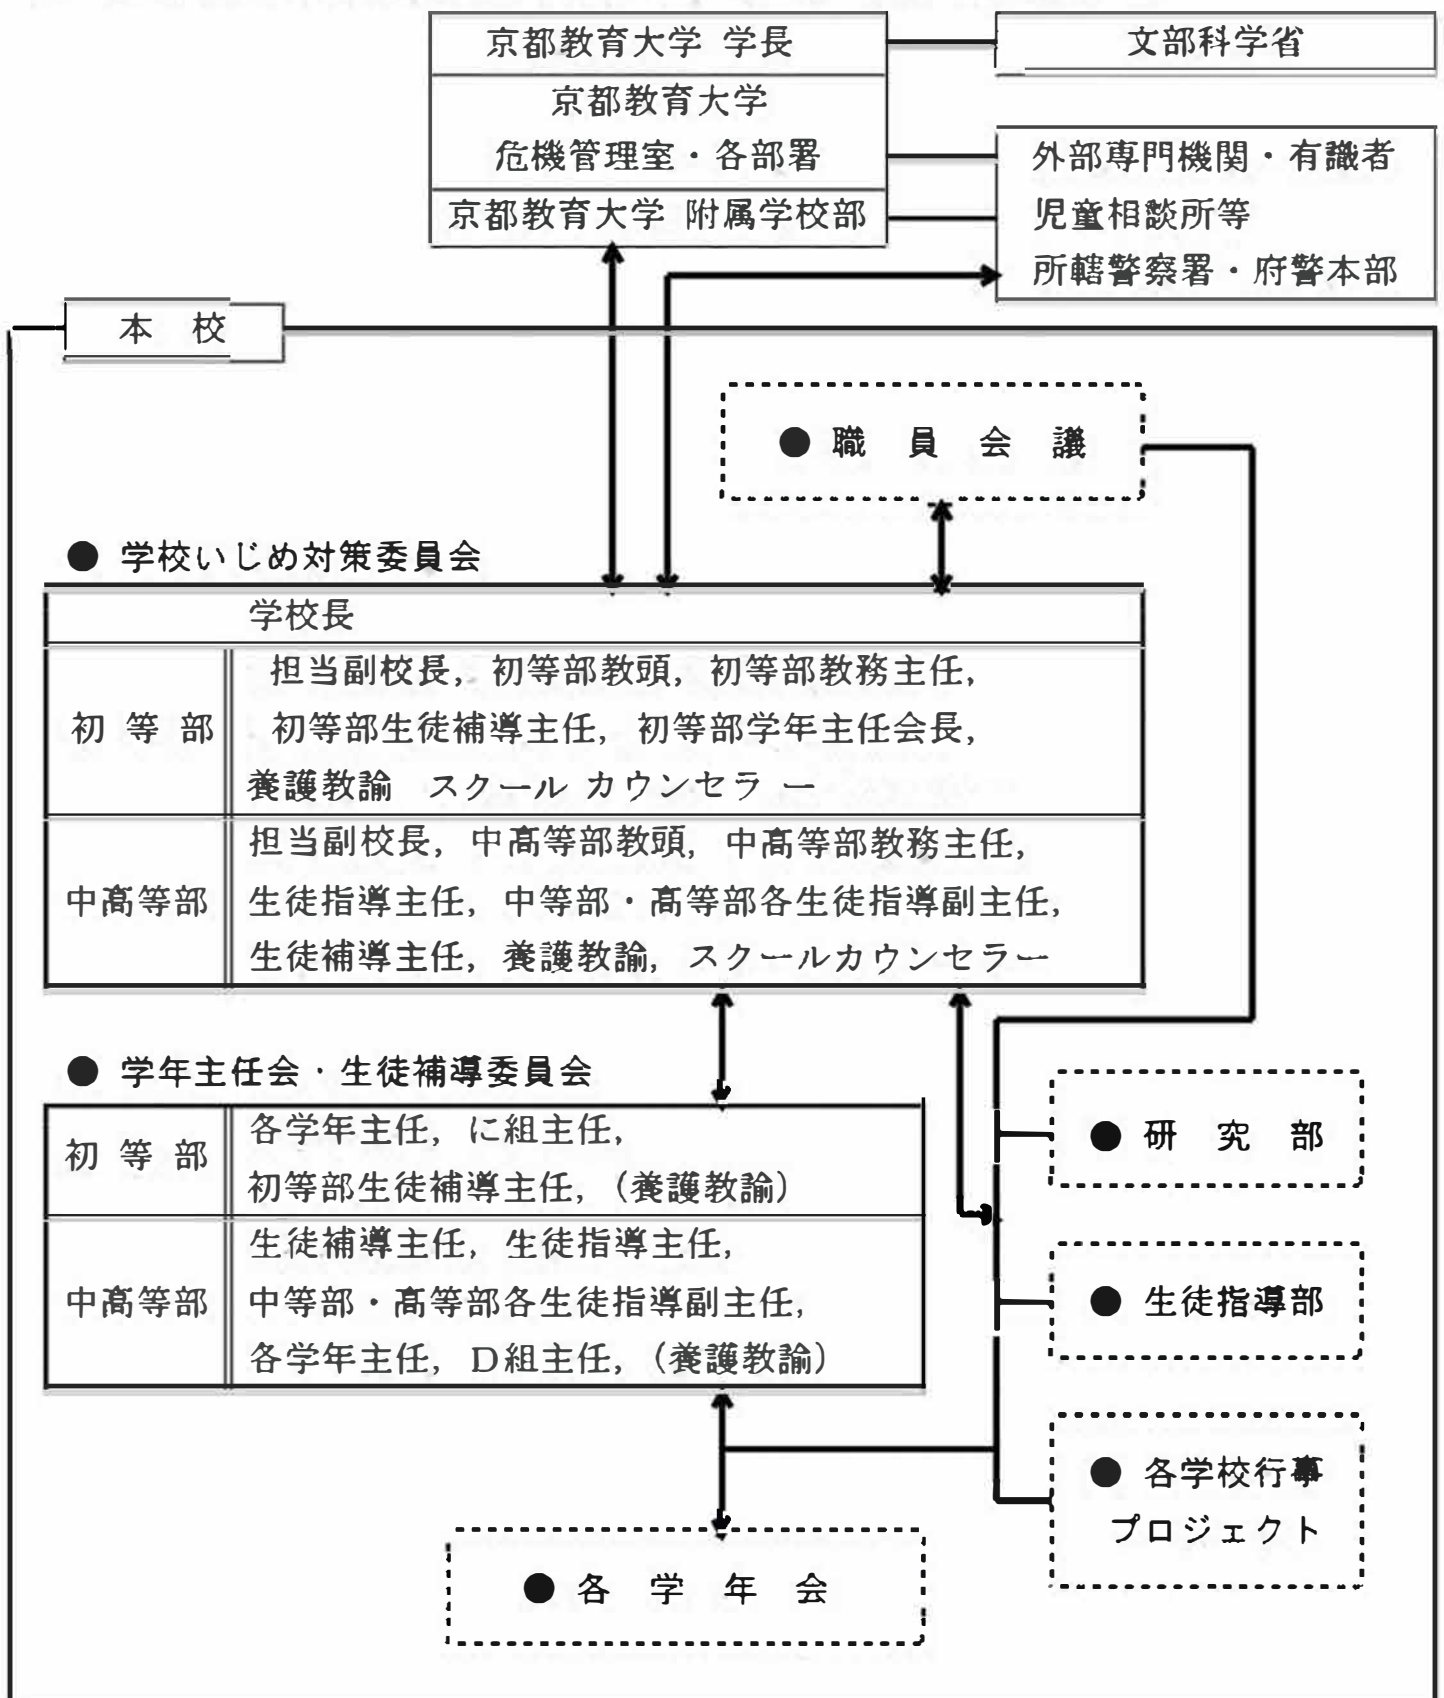 京都教育大学 学長
文部科学省
京都教育大学
危機管理室・各部署
京都教育大学 附属学校部
外部専門機関・有識者
児童相談所等
所轄警察署・府警本部
本 校
● 職 員 会 議
● 学校いじめ対策委員会
学校長
初 等 部
担当副校長, 初等部教頭, 初等部教務主任,
初等部生徒補導主任, 初等部学年主任会長,
養護教諭 スクール カウンセラ ー
中高等部
担当副校長, 中高等部教頭, 中高等部教務主任,
生徒指導主任, 中等部・高等部各生徒指導副主任,
生徒補導主任, 養護教諭, スクールカウンセラー
● 学年主任会・生徒補導委員会
初 等 部
各学年主任, に組主任,
初等部生徒補導主任, (養護教諭)
中高等部
生徒補導主任, 生徒指導主任,
中等部・高等部各生徒指導副主任,
各学年主任, D組主任, (養護教諭)
● 研 究 部
● 生徒指導部
● 各学校行事
プロジェクト
● 各 学 年 会